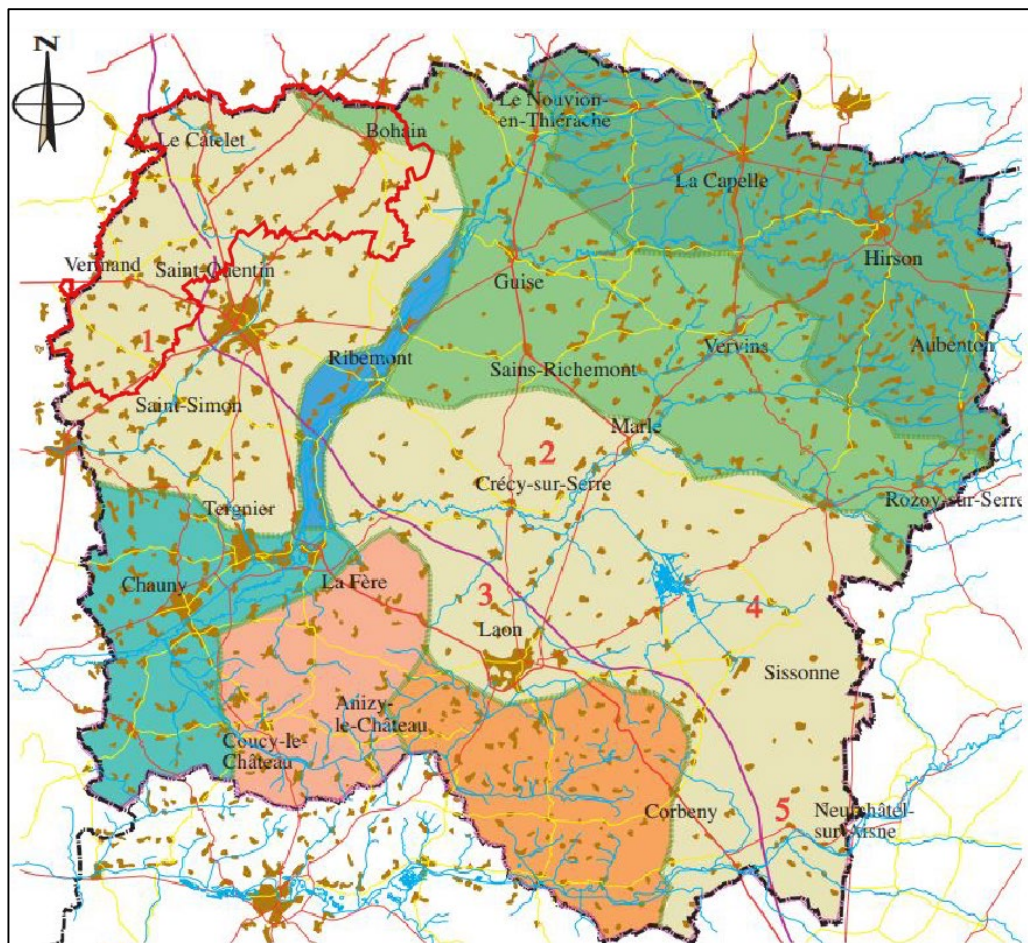 N
Le Nouvion-
en-Thiérache
Le Catelet
Bohain
La Capelle
Hirson
Vermand
Saint-Quentin
Guise
1
Ribemont
Vervins
Aubenton
Sains-Richemont
Saint-Simon
Marle
2
Crécy-sur-Serre
Rozoy-sur-Serre
Tergnier
Chauny
La Fère
3
4
Laon
Sissonne
Anizy-
le-Château
Coucy-le-
Château
Corbeny
5
Neufchâtel-
sur-Aisne